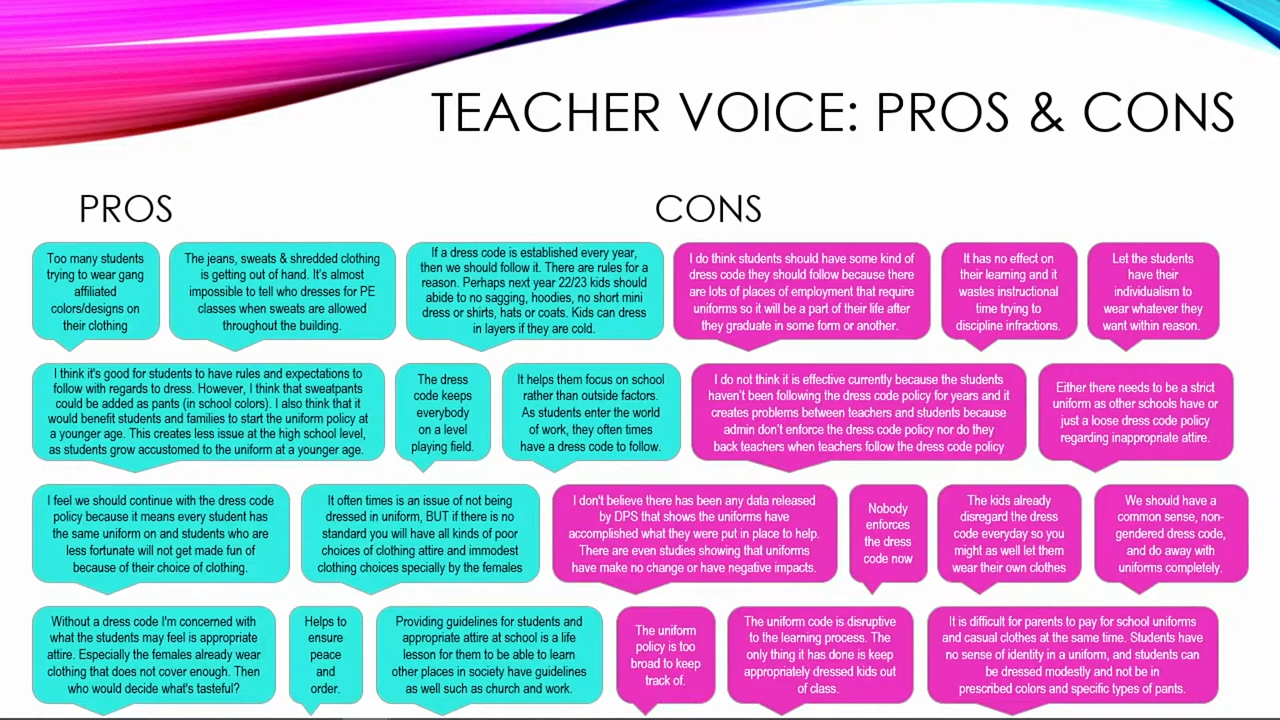 TEACHER VOICE: PROS & CONS
PROS
CONS
Too many students
trying to wear gang
affiliated
colors/designs on
their clothing
The jeans, sweats & shredded clothing
is getting out of hand. It's almost
impossible to tell who dresses for PE
classes when sweats are allowed
throughout the building.
If a dress code is established every year,
then we should follow it. There are rules for a
reason. Perhaps next year 22/23 kids should
abide to no sagging, hoodies, no short mini
dress or shirts, hats or coats. Kids can dress
in layers if they are cold.
I do think students should have some kind of
dress code they should follow because there
are lots of places of employment that require
uniforms so it will be a part of their life after
they graduate in some form or another.
It has no effect on
their learning and it
wastes instructional
time trying to
discipline infractions.
Let the students
have their
individualism to
wear whatever they
want within reason.
I think it's good for students to have rules and expectations to
follow with regards to dress. However, I think that sweatpants
could be added as pants (in school colors). I also think that it
would benefit students and families to start the uniform policy at
a younger age. This creates less issue at the high school level,
as students grow accustomed to the uniform at a younger age.
The dress
code keeps
everybody
on a level
playing field.
It helps them focus on school
rather than outside factors.
As students enter the world
of work, they often times
have a dress code to follow.
I do not think it is effective currently because the students
haven't been following the dress code policy for years and it
creates problems between teachers and students because
admin don't enforce the dress code policy nor do they
back teachers when teachers follow the dress code policy
Either there needs to be a strict
uniform as other schools have or
just a loose dress code policy
regarding inappropriate attire.
I feel we should continue with the dress code
policy because it means every student has
the same uniform on and students who are
less fortunate will not get made fun of
because of their choice of clothing.
It often times is an issue of not being
dressed in uniform, BUT if there is no
standard you will have all kinds of poor
choices of clothing attire and immodest
clothing choices specially by the females
I don't believe there has been any data released
by DPS that shows the uniforms have
accomplished what they were put in place to help.
There are even studies showing that uniforms
have make no change or have negative impacts.
Nobody
enforces
the dress
code now
The kids already
disregard the dress
code everyday so you
might as well let them
wear their own clothes
We should have a
common sense, non-
gendered dress code,
and do away with
uniforms completely.
Without a dress code I'm concerned with
what the students may feel is appropriate
attire. Especially the females already wear
clothing that does not cover enough. Then
who would decide what's tasteful?
Helps to
ensure
peace
and
order.
Providing guidelines for students and
appropriate attire at school is a life
lesson for them to be able to learn
other places in society have guidelines
as well such as church and work.
The uniform
policy is too
broad to keep
track of.
The uniform code is disruptive
to the learning process. The
only thing it has done is keep
appropriately dressed kids out
of class.
It is difficult for parents to pay for school uniforms
and casual clothes at the same time. Students have
no sense of identity in a uniform, and students can
be dressed modestly and not be in
prescribed colors and specific types of pants.